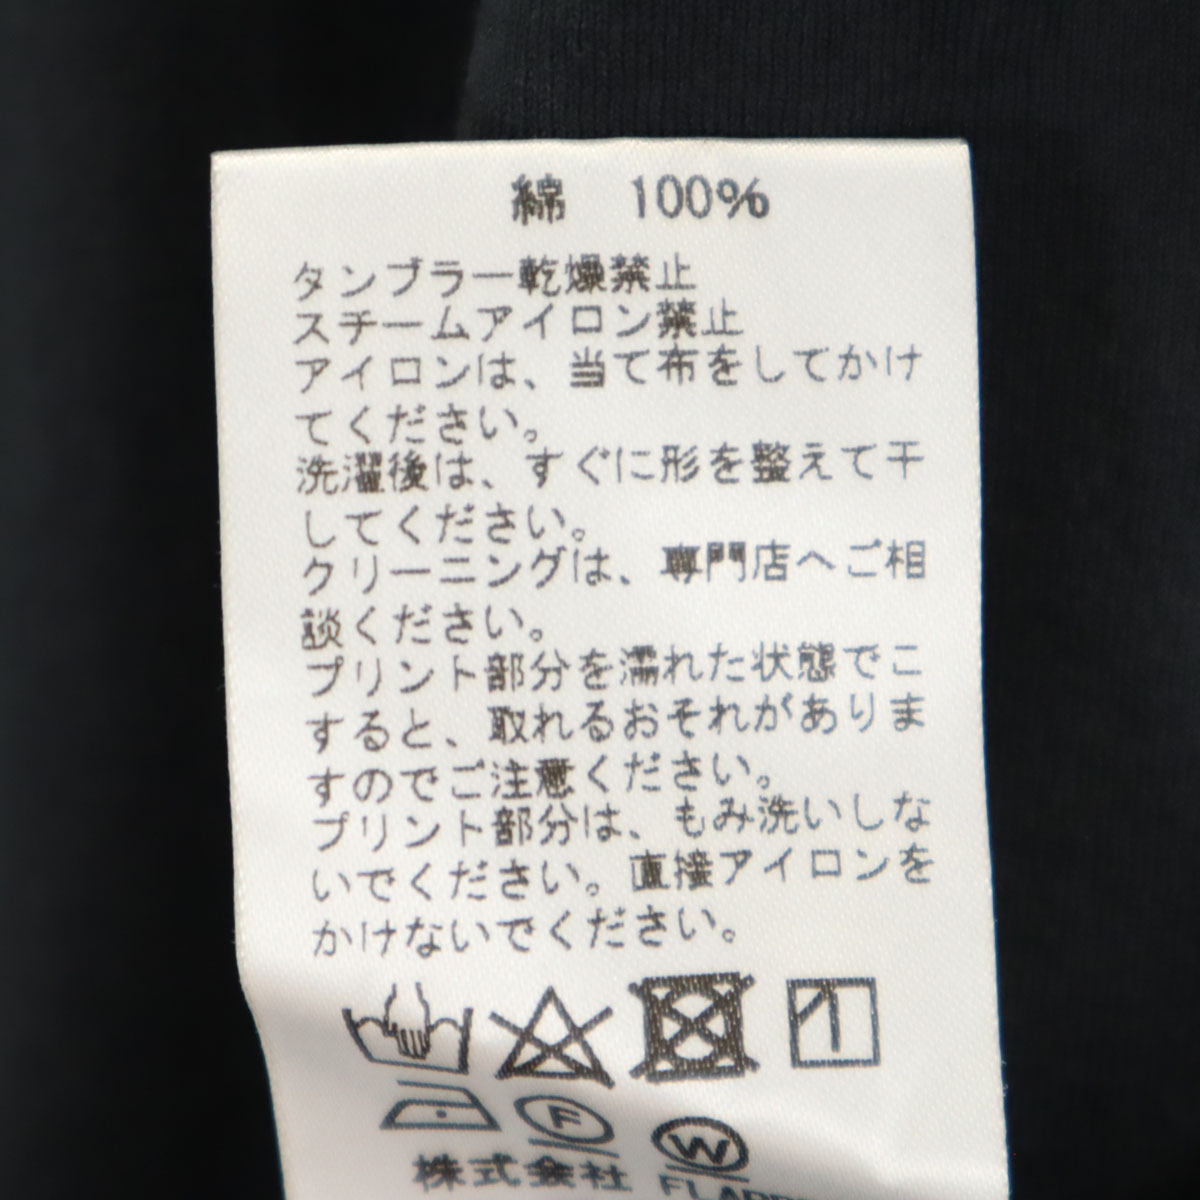 綿 100%
タンブラー乾燥禁止
スチームアイロン禁止
アイロンは、当て布をしてかけ
てください。
洗濯後は、すぐに形を整えて干
してください。
クリーニングは、専門店へご相
談ください。
プリント部分を濡れた状態でこ
すると、取れるおそれがありま
すのでご注意ください。
プリント部分は、もみ洗いしな
いでください。直接アイロンを
かけないでください。
F
W
株式会社